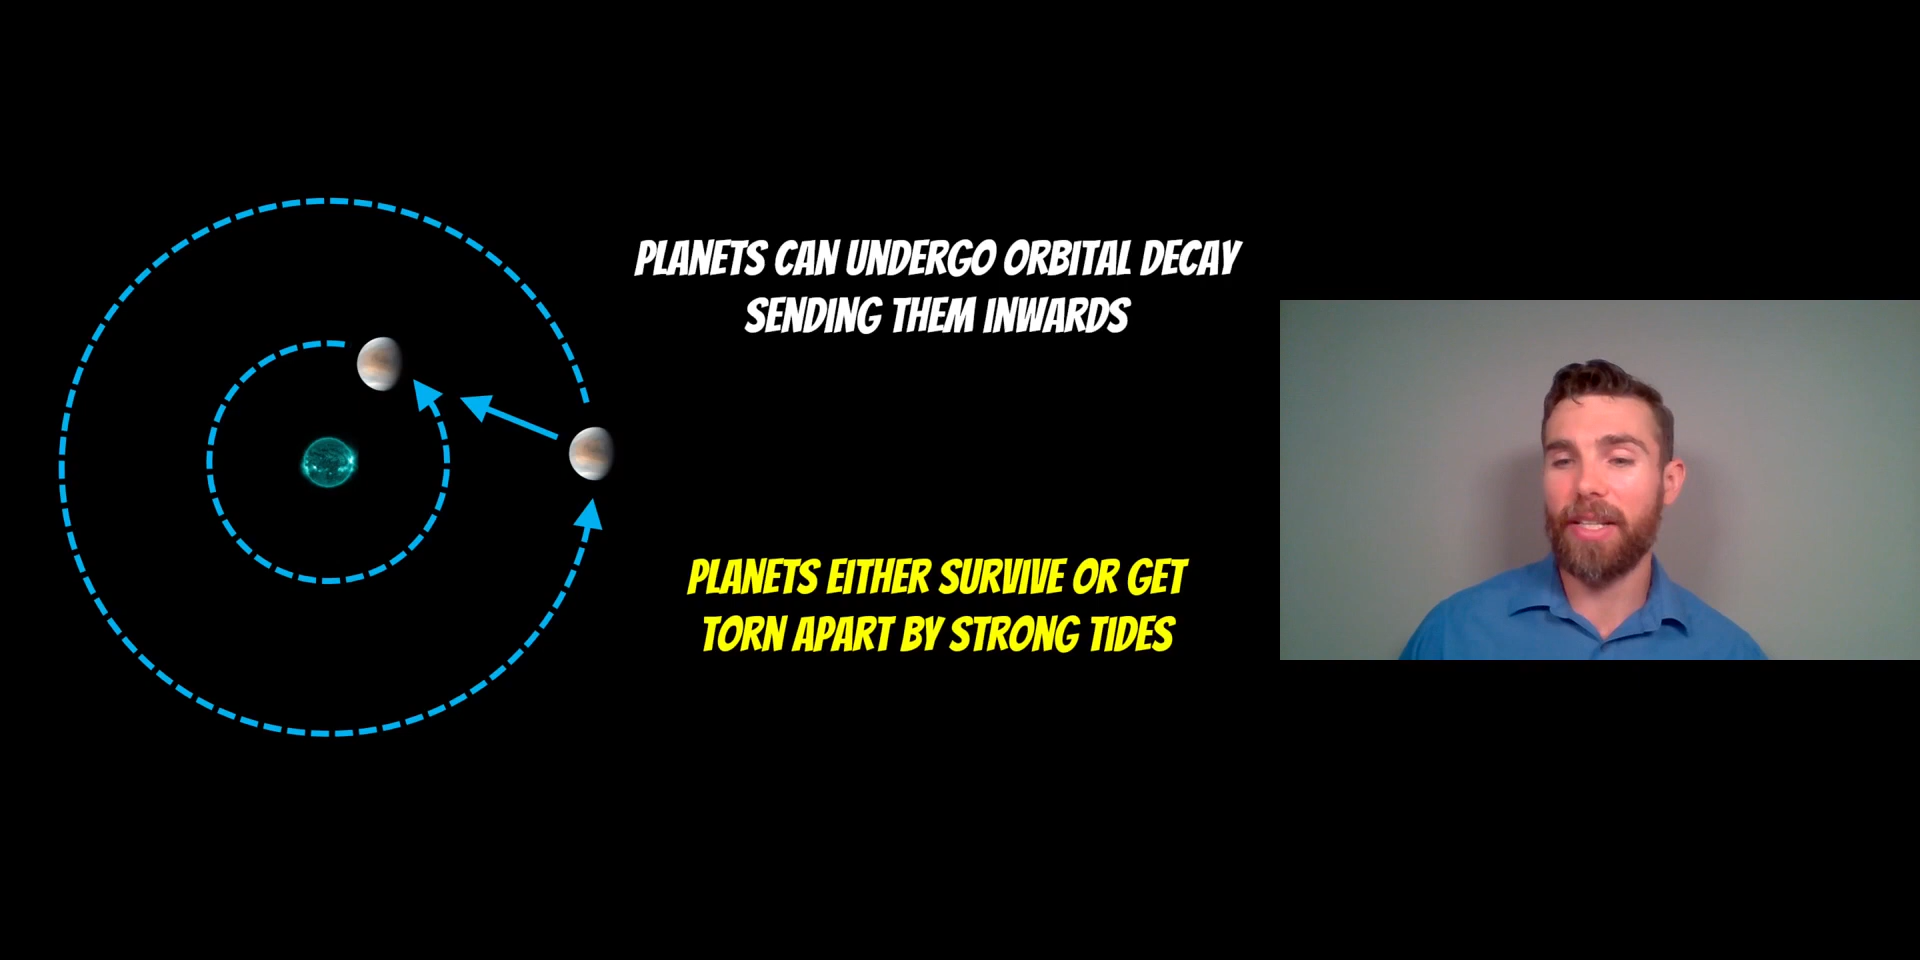 PLANETS CAN UNDERGO ORBITAL DECAY
SENDING THEM INWARDS
PLANETS EITHER SURVIVE OR GET
TORN APART BY STRONG TIDES